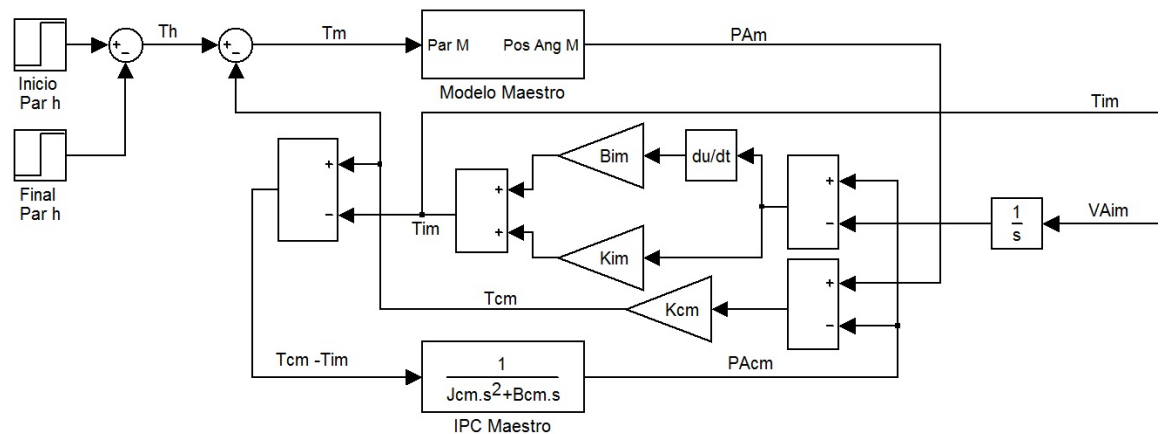 Th
Tm
Par M
Pos Ang M
PAm
Inicio
Par h
Modelo Maestro
Tim
Bim
du/dt
Final
Par h
Tim
1
s
VAim
Kim
Tcm
Kcm
Tcm -Tim
1
Jcm.s²+Bcm.s
PAcm
IPC Maestro
+
−
+
−
+
−
+
+
+
−
+
−